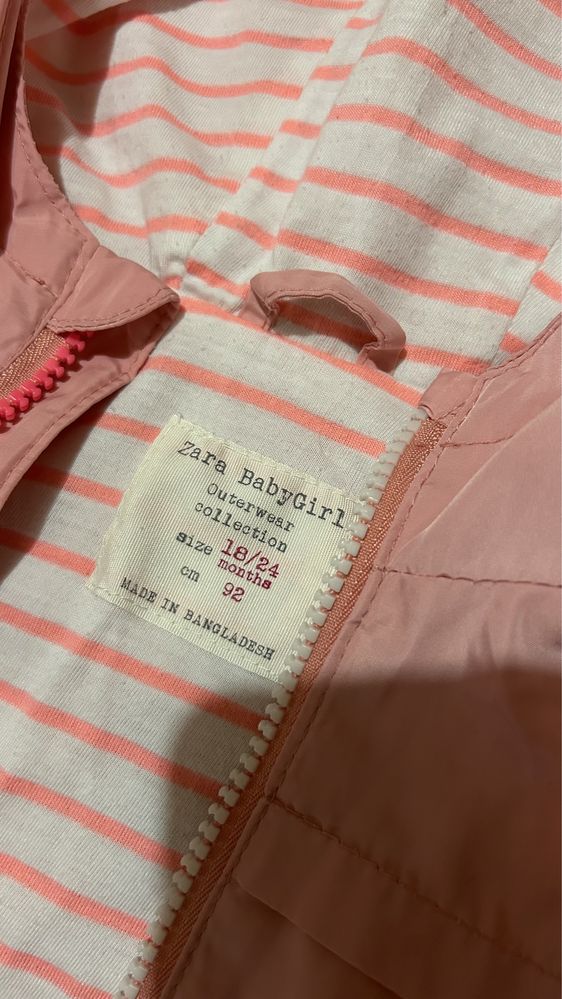 Zara BabyGirl
Outerwear
collection
size 18/24
months
cm 92
MADE IN BANGLADESH